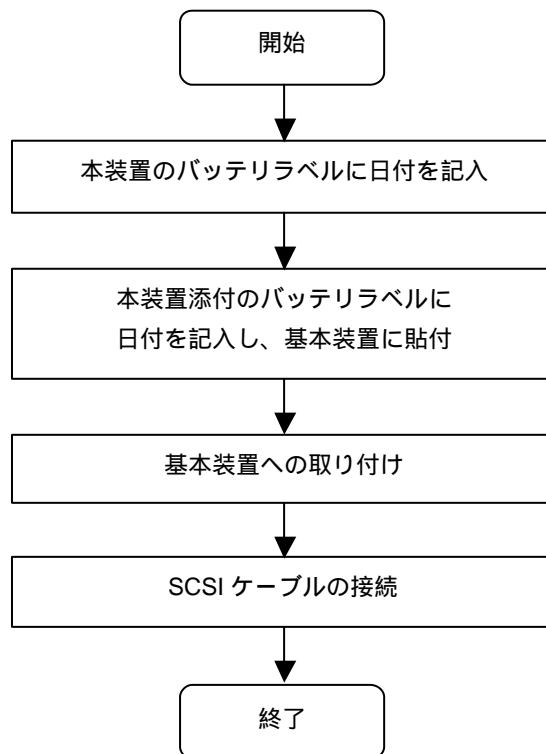 開始
本装置のバッテリラベルに日付を記入
本装置添付のバッテリラベルに
日付を記入し、基本装置に貼付
基本装置への取り付け
SCSI ケーブルの接続
終了